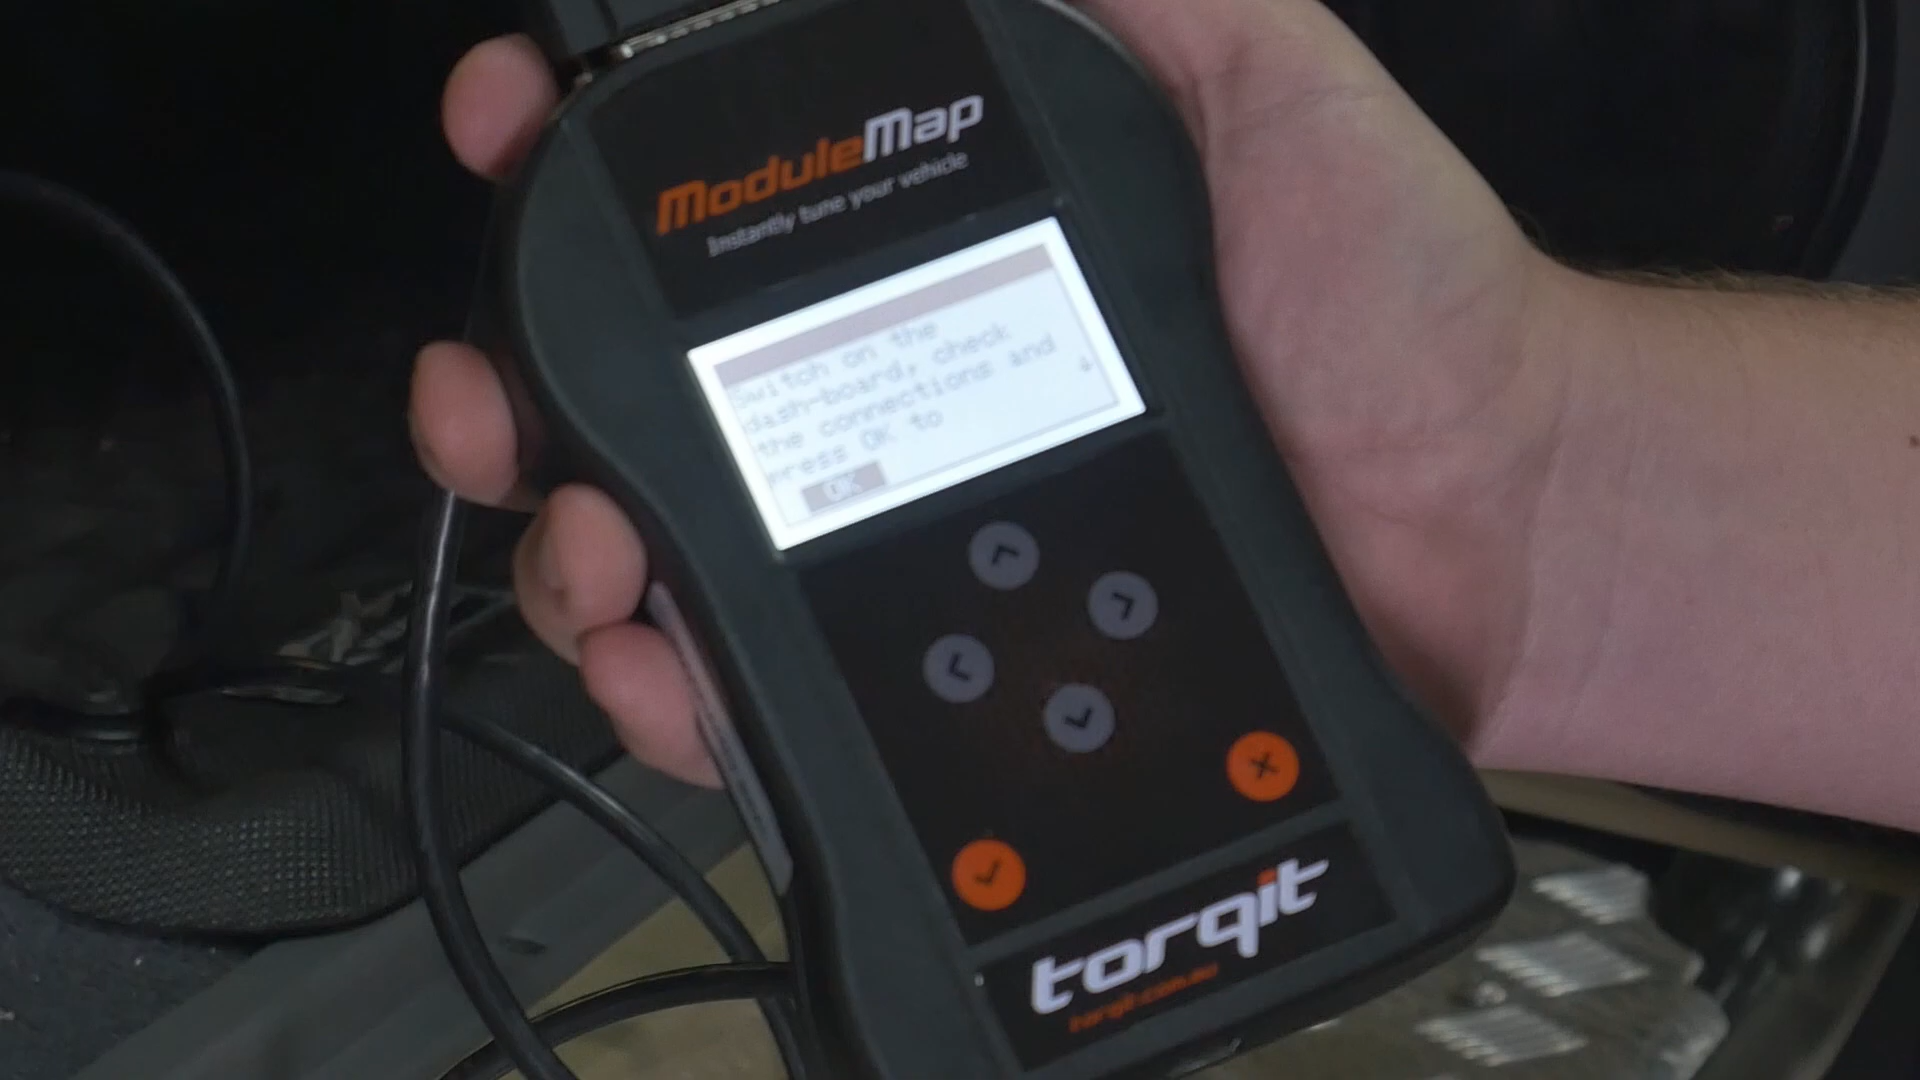 ModuleMap
Instantly tune your vehicle
Switch on the
dash-board, check
the connections and
press OK to
OK
torqit
torqit.com.au